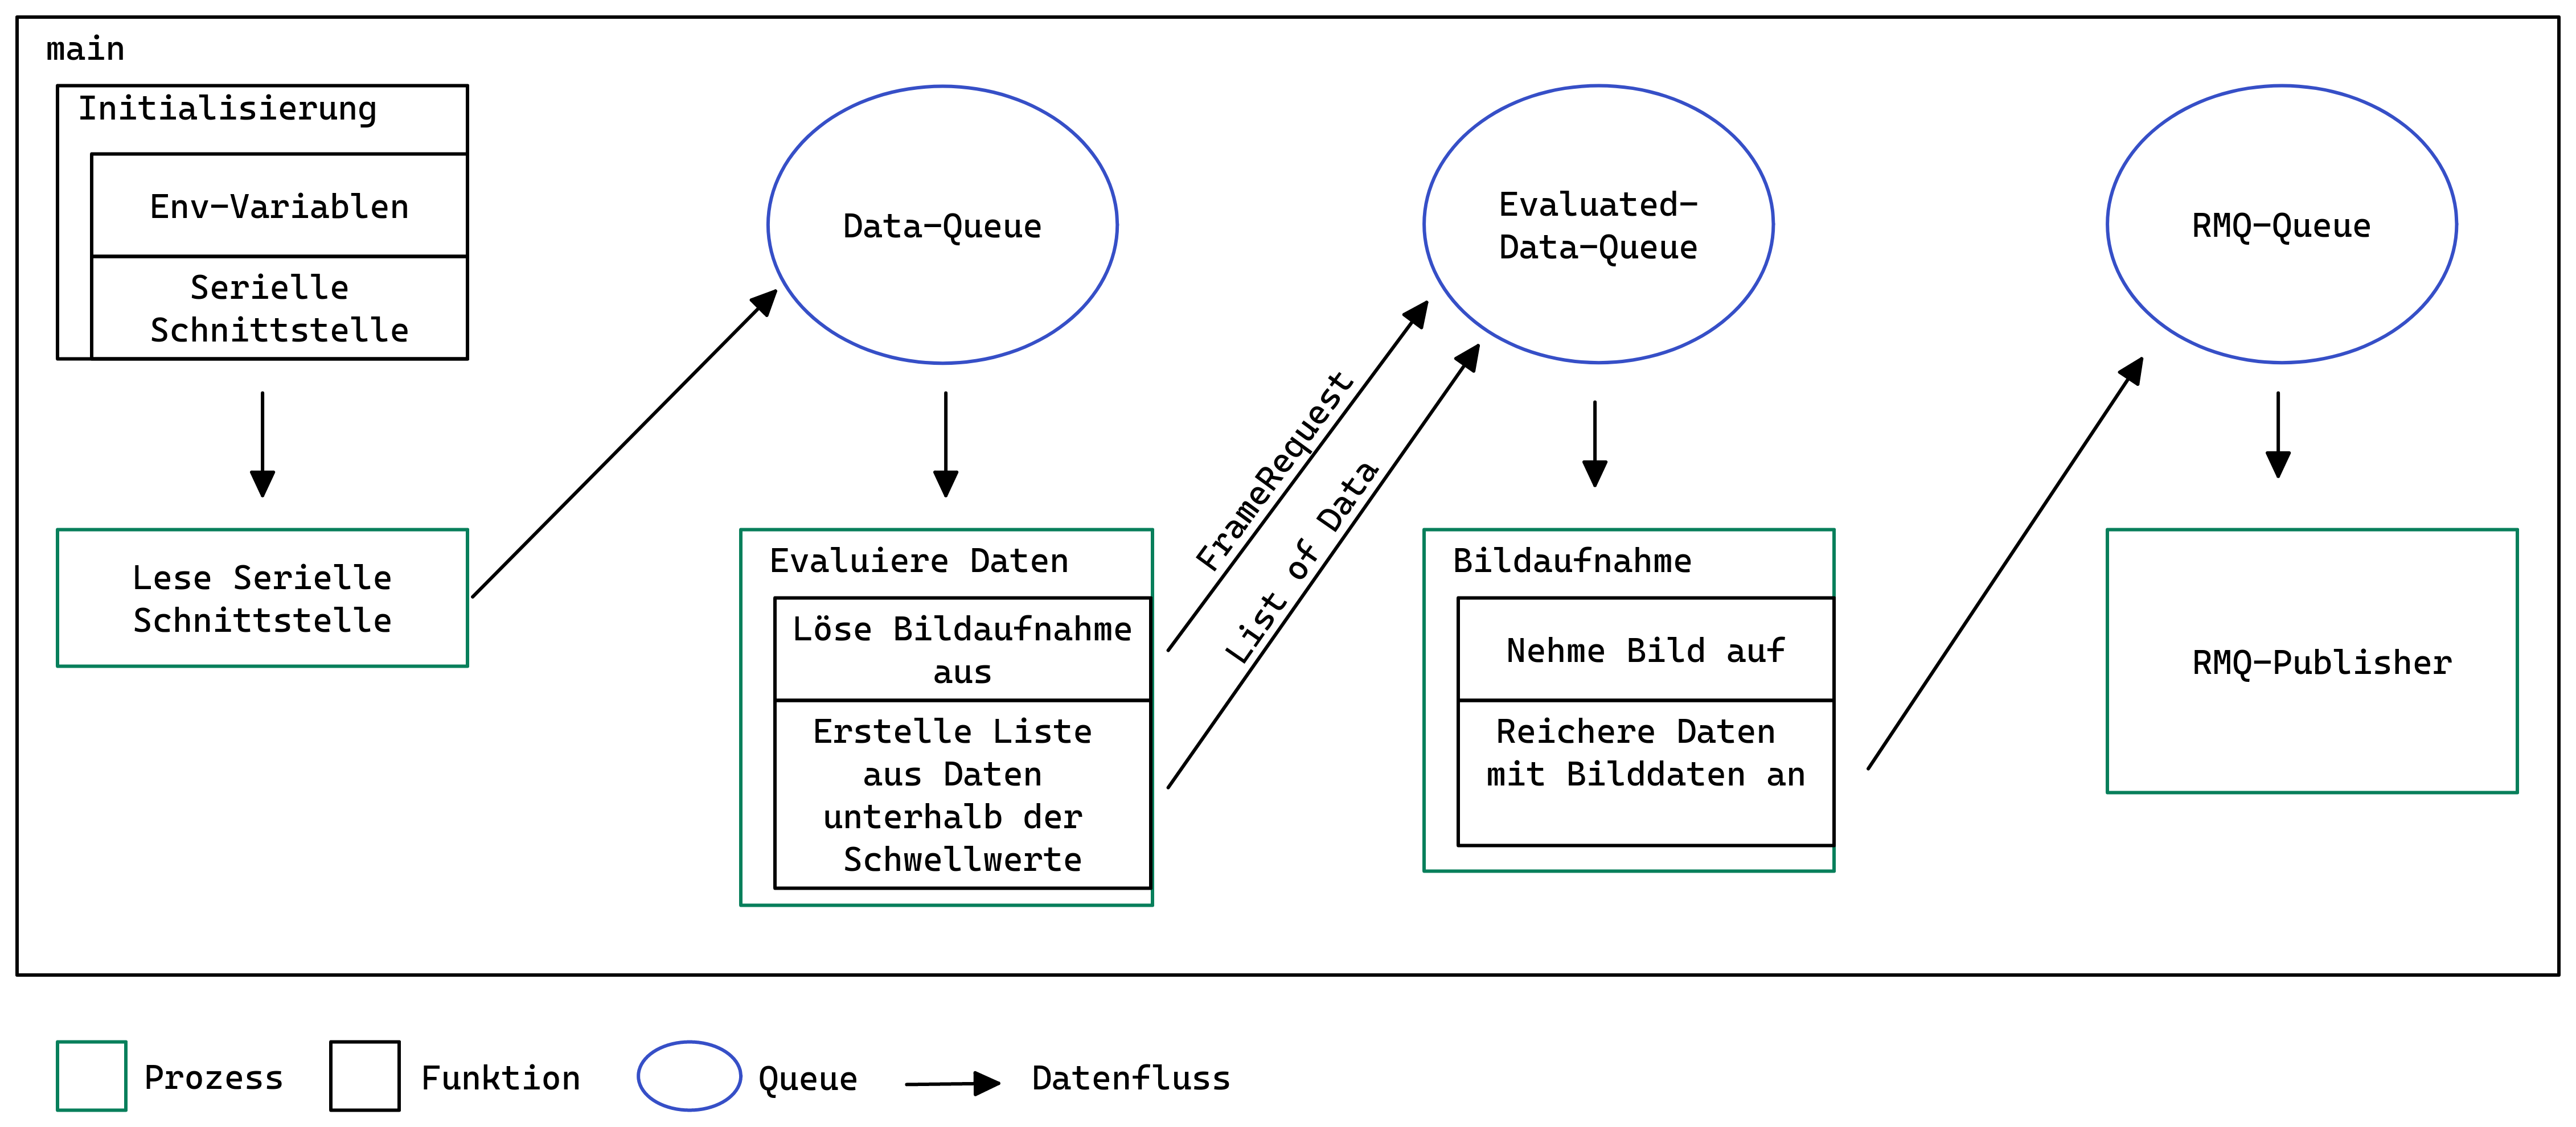 main
Initialisierung
Env-Variablen
Serielle
Schnittstelle
Lese Serielle
Schnittstelle
Data-Queue
Evaluiere Daten
Löse Bildaufnahme
aus
Erstelle Liste
aus Daten
unterhalb der
Schwellwerte
FrameRequest
List of Data
Evaluated-
Data-Queue
Bildaufnahme
Nehme Bild auf
Reichere Daten
mit Bilddaten an
RMQ-Queue
RMQ-Publisher
Prozess
Funktion
Queue
Datenfluss